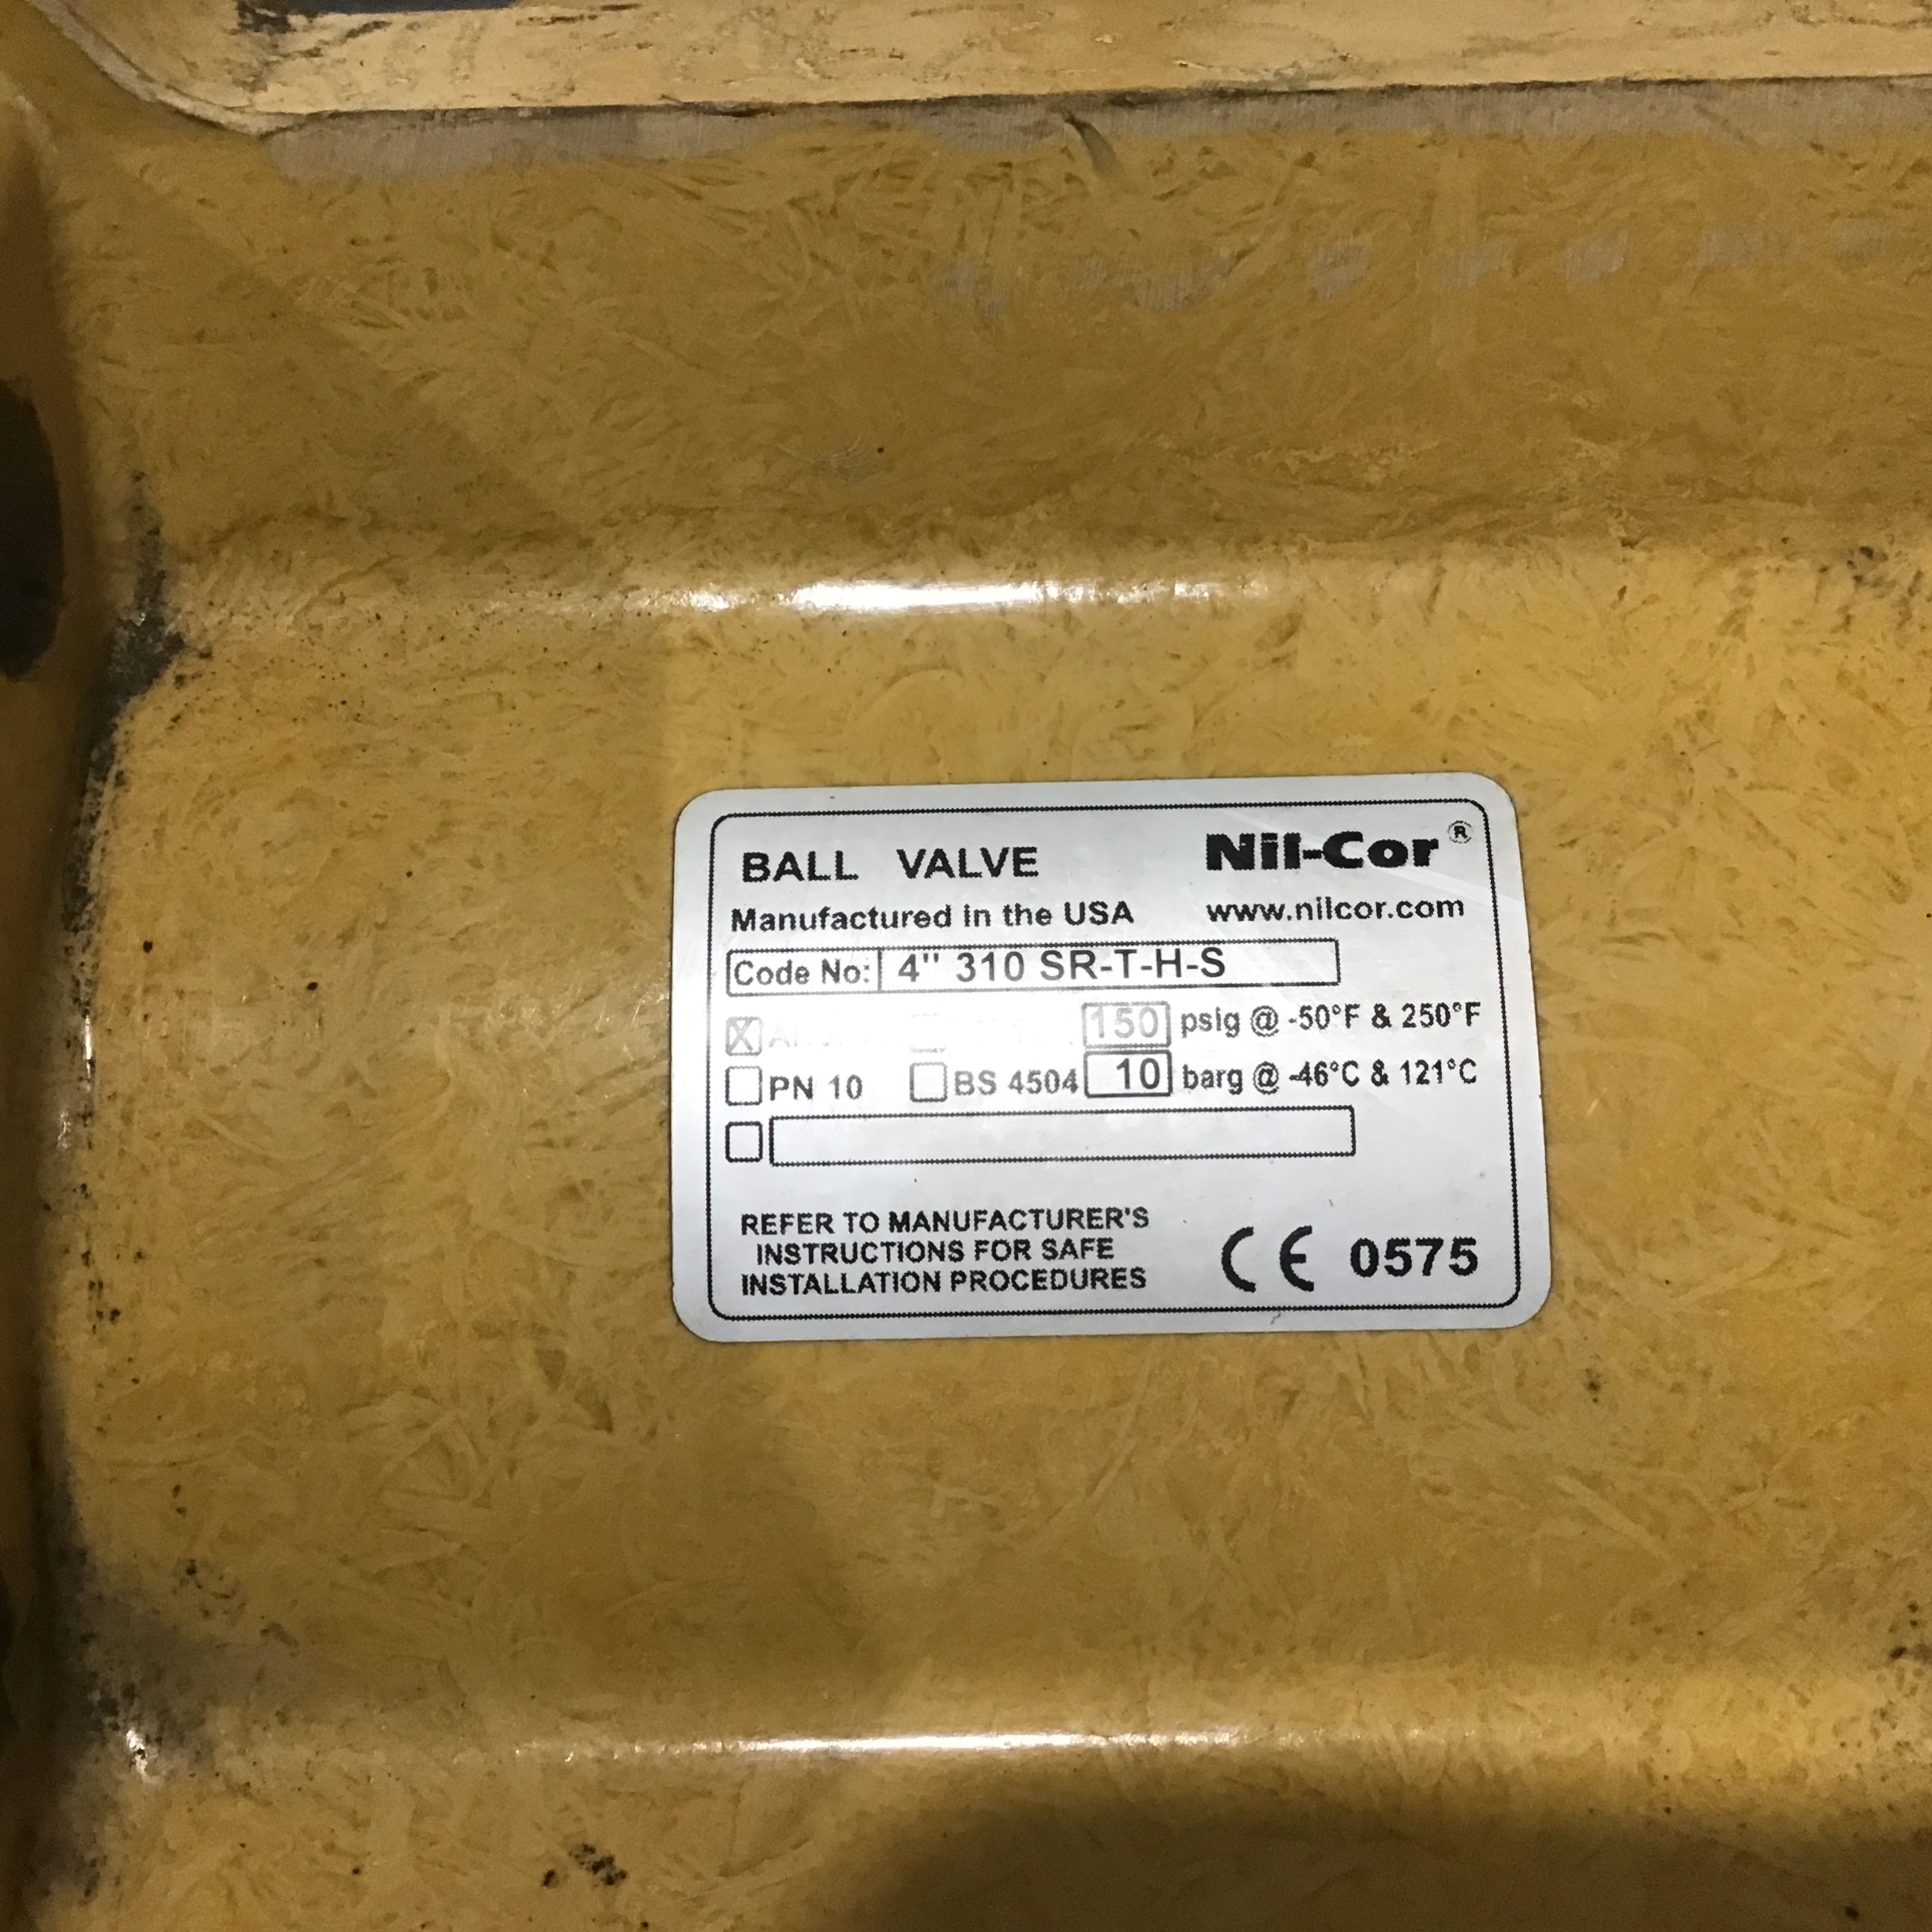 BALL VALVE Nil-Cor®
Manufactured in the USA www.nilcor.com
Code No: 4" 310 SR-T-H-S
150 psig @ -50°F & 250°F
PN 10 BS 4504 10 barg @ -46°C & 121°C
REFER TO MANUFACTURER'S
INSTRUCTIONS FOR SAFE
INSTALLATION PROCEDURES
CE 0575